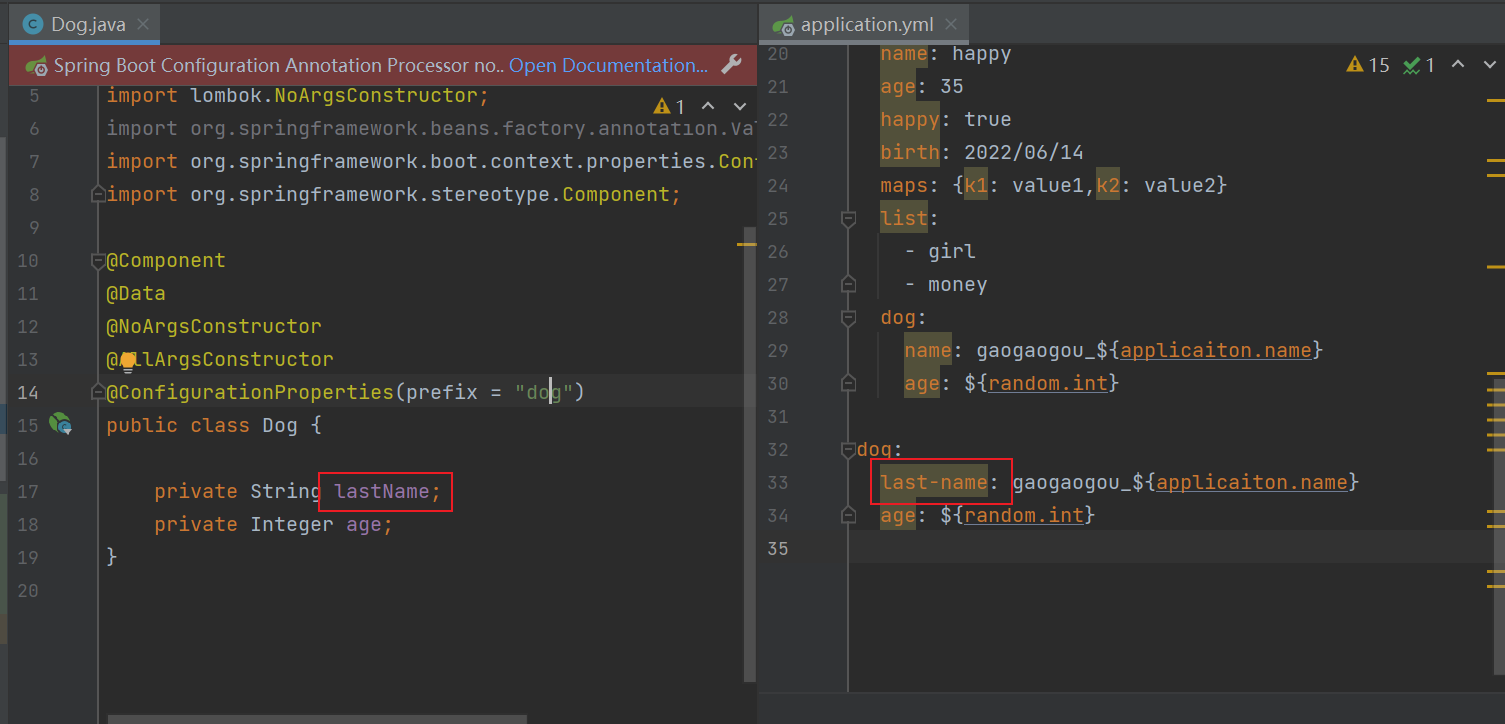 Dog.java
Spring Boot Configuration Annotation Processor no.. Open Documentation...
1
5 import lombok.NoArgsConstructor;
6 import org.springframework.beans.factory.annotation.Va
7 import org.springframework.boot.context.properties.Con
8 import org.springframework.stereotype.Component;
9
10 @Component
11 @Data
12 @NoArgsConstructor
13 @AllArgsConstructor
14 @ConfigurationProperties(prefix = "dog")
15 public class Dog {
16
17 private String lastName;
18 private Integer age;
19 }
20
application.yml
15 1
20 name: happy
21 age: 35
22 happy: true
23 birth: 2022/06/14
24 maps: {k1: value1,k2: value2}
25 list:
26 - girl
27 - money
28 dog:
29 name: gaogaogou_${applicaiton.name}
30 age: ${random.int}
31
32 dog:
33 last-name: gaogaogou_${applicaiton.name}
34 age: ${random.int}
35